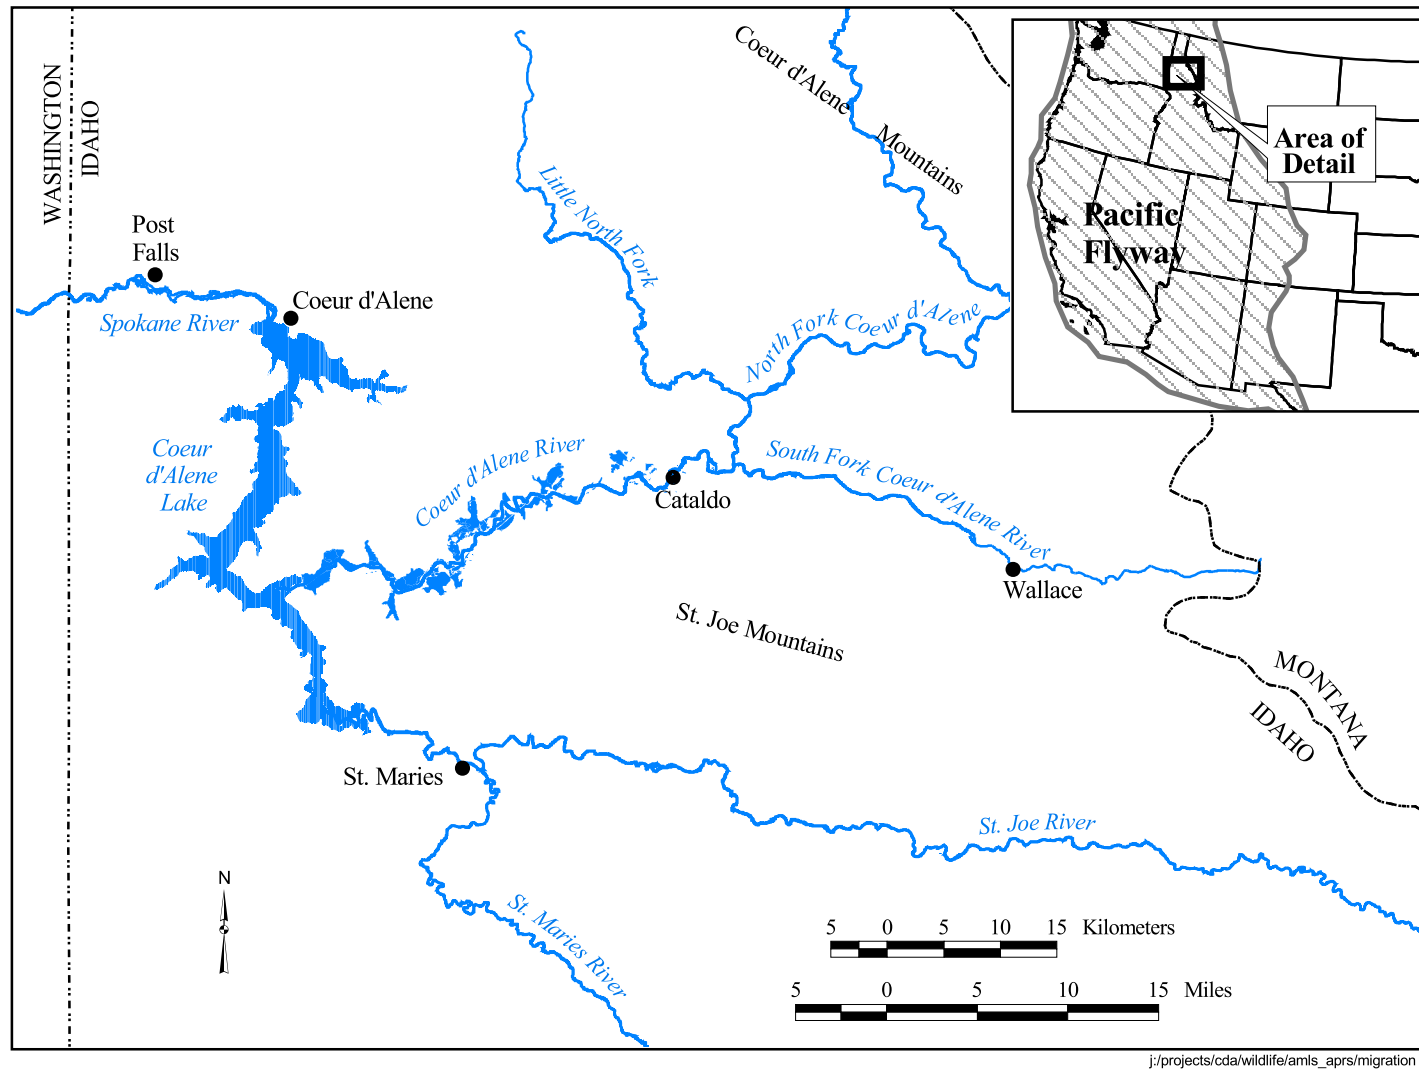 WASHINGTON
IDAHO
Coeur d'Alene
Mountains
Area of
Detail
Pacific
Flyway
Little North Fork
Post
Falls
Coeur d'Alene
Spokane River
North Fork Coeur d'Alene
Coeur
d'Alene
Lake
Coeur d'Alene River
Cataldo
South Fork Coeur d'Alene River
Wallace
St. Joe Mountains
MONTANA
IDAHO
St. Maries
St. Joe River
St. Maries River
N
5 0 5 10 15 Kilometers
5 0 5 10 15 Miles
j:/projects/cda/wildlife/amls_aprs/migration